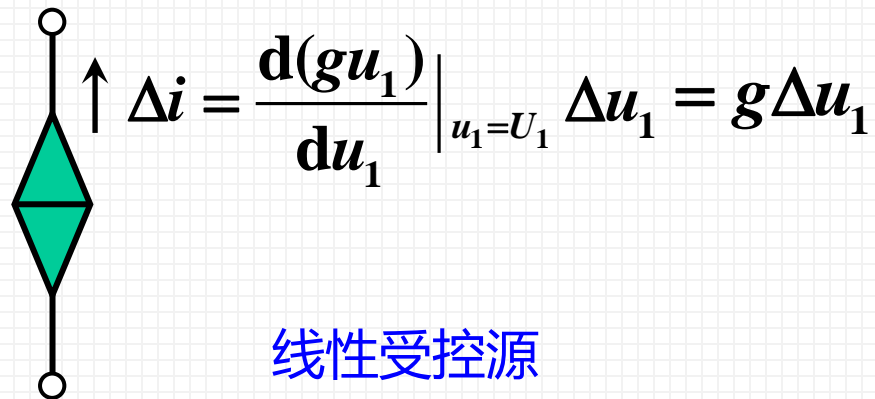 ↑ Δi = d(gu₁)/du₁ |u₁=U₁ Δu₁ = gΔu₁
线性受控源